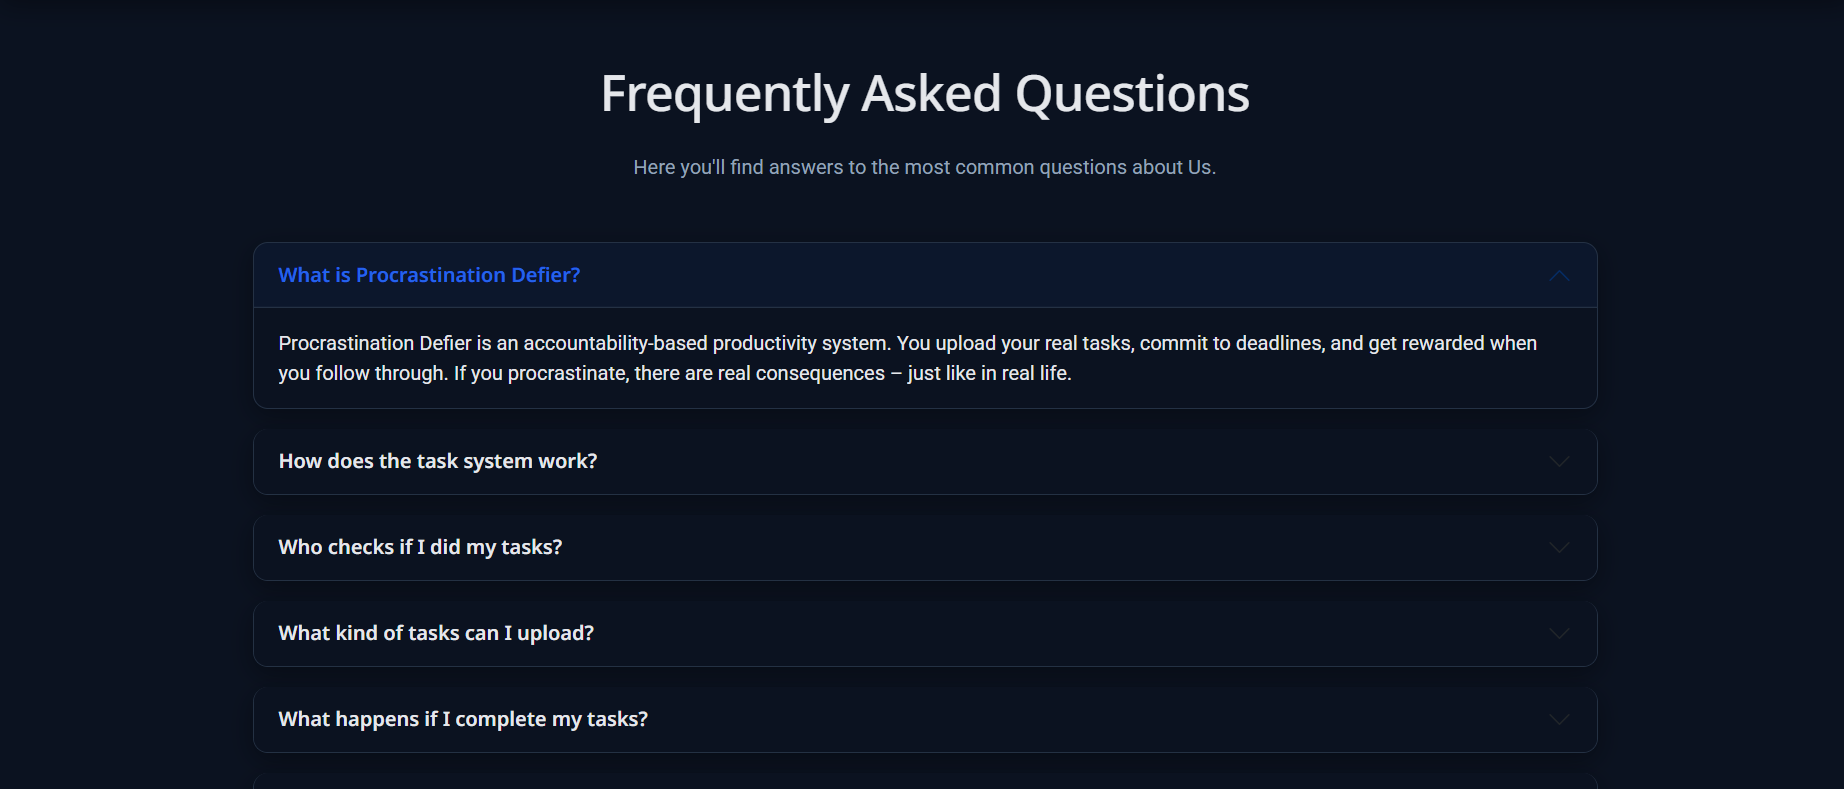 Frequently Asked Questions
Here you'll find answers to the most common questions about Us.
What is Procrastination Defier?
Procrastination Defier is an accountability-based productivity system. You upload your real tasks, commit to deadlines, and get rewarded when
you follow through. If you procrastinate, there are real consequences – just like in real life.
How does the task system work?
Who checks if I did my tasks?
What kind of tasks can I upload?
What happens if I complete my tasks?